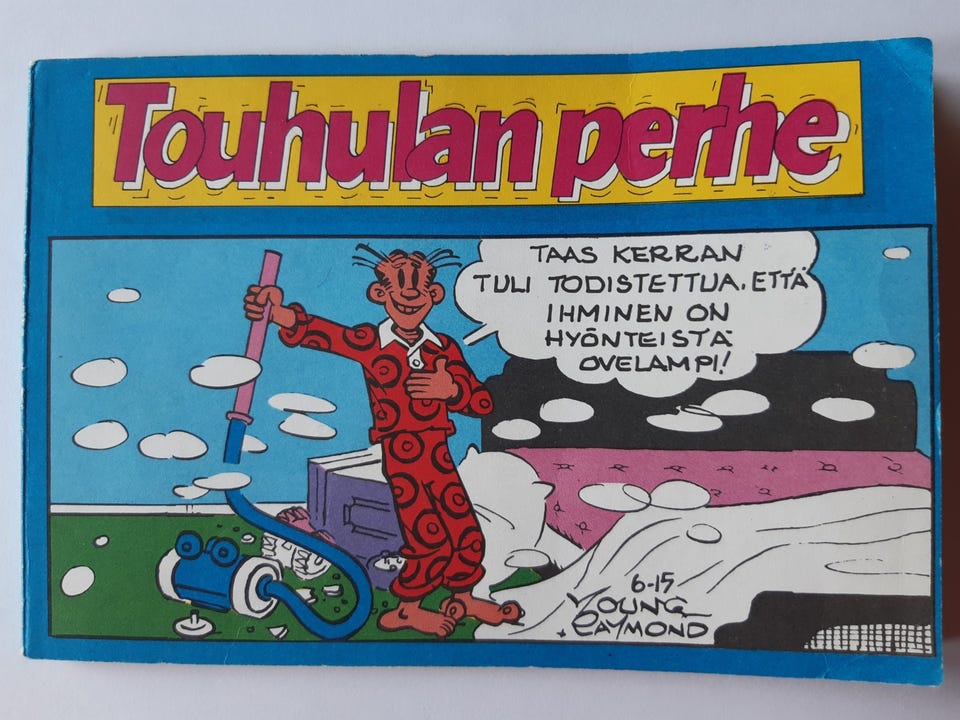 Touhulan perhe
TAAS KERRAN
TULI TODISTETTUA, ETTÄ
IHMINEN ON
HYÖNTEISTÄ
OVELAMPI!
6-15
YOUNG
RAYMOND